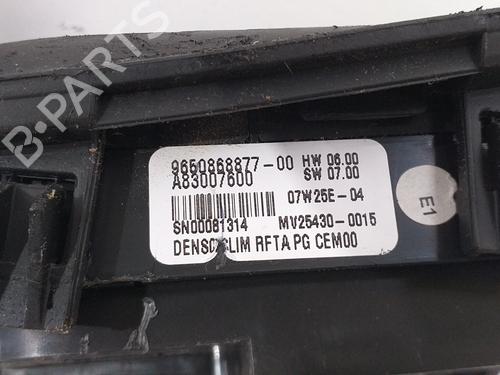 9650868877-00 HW 06.00
A83007600 SW 07.00
07W25E-04
SN00081314 MV25430-0015
DENSO CLIM RFTA PG CEM00
E1
B-PARTS